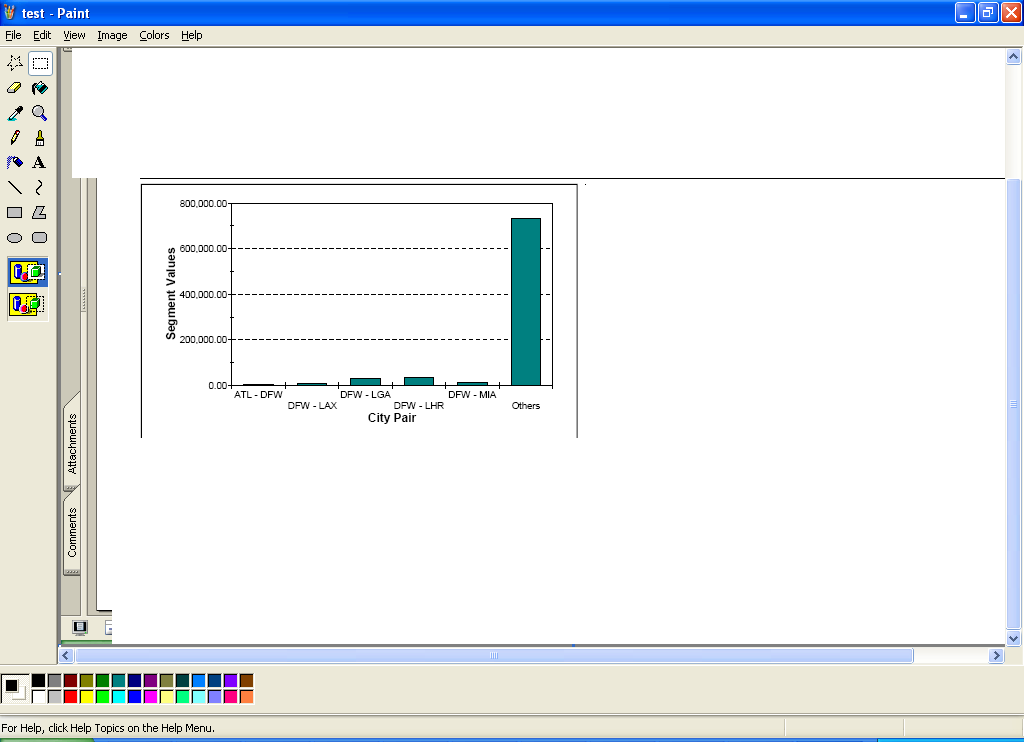 test - Paint
File Edit View Image Colors Help
A
800,000.00
600,000.00
400,000.00
200,000.00
0.00
Segment Values
ATL - DFW DFW - LGA DFW - MIA
DFW - LAX DFW - LHR Others
City Pair
Attachments
Comments
For Help, click Help Topics on the Help Menu.